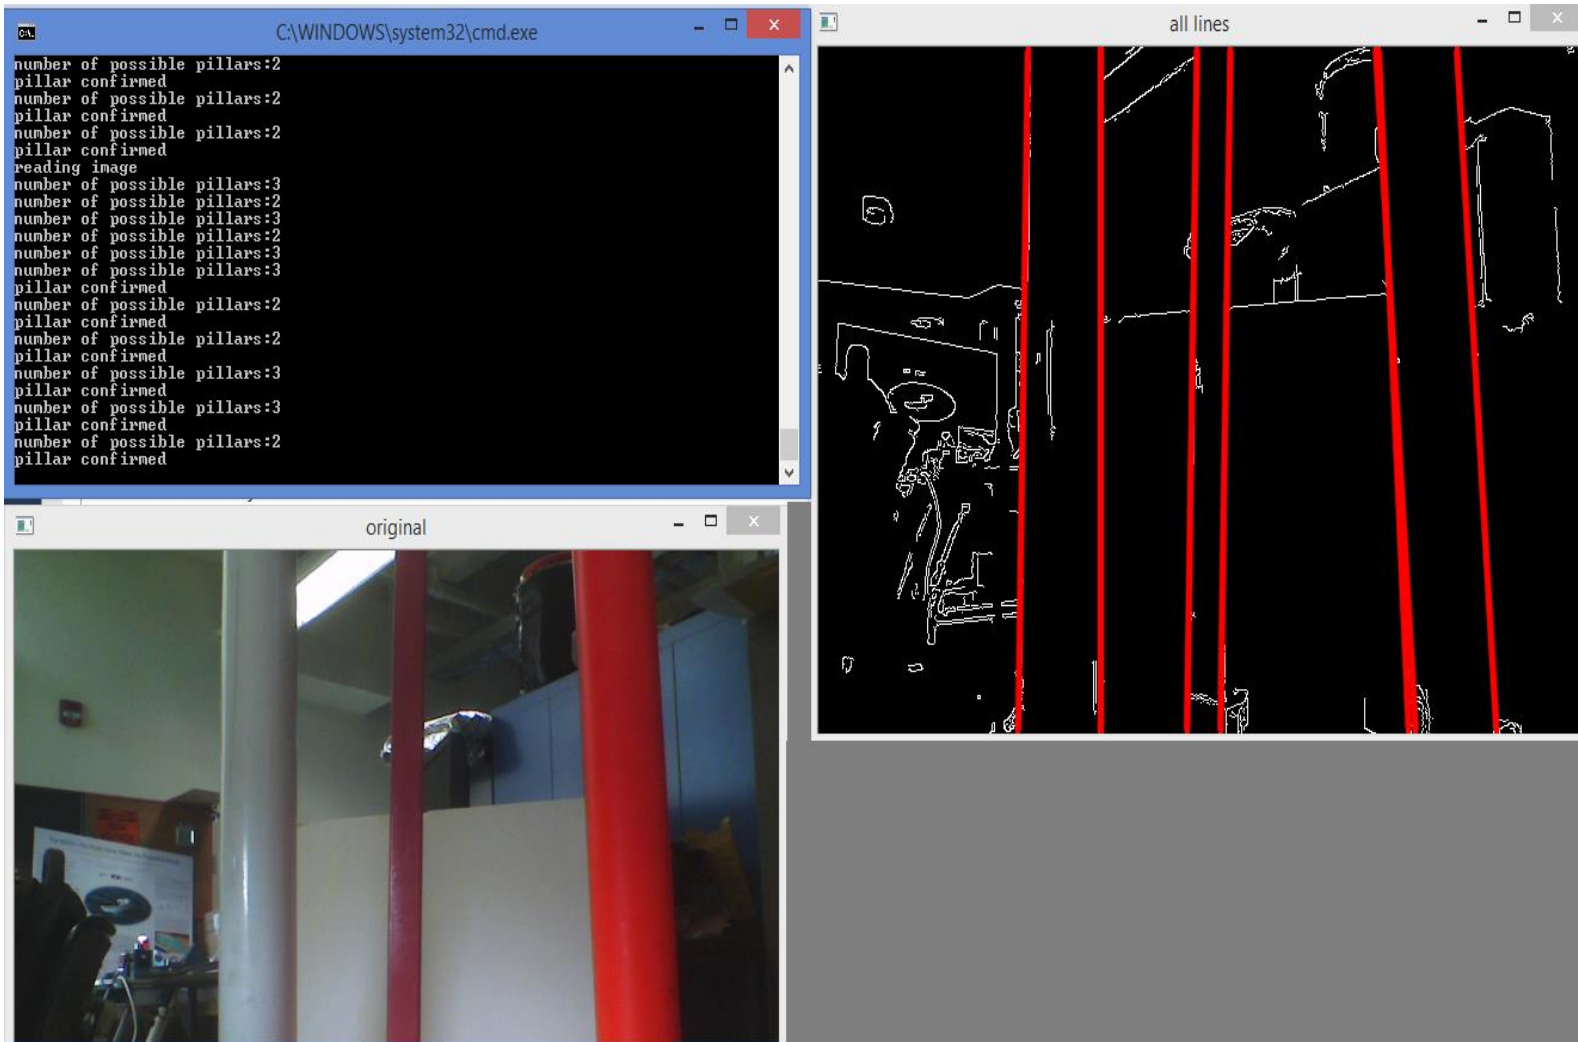 C:\WINDOWS\system32\cmd.exe
number of possible pillars:2
pillar confirmed
number of possible pillars:2
pillar confirmed
number of possible pillars:2
pillar confirmed
reading image
number of possible pillars:3
number of possible pillars:2
number of possible pillars:3
number of possible pillars:2
number of possible pillars:3
number of possible pillars:3
pillar confirmed
number of possible pillars:2
pillar confirmed
number of possible pillars:2
pillar confirmed
number of possible pillars:3
pillar confirmed
number of possible pillars:3
pillar confirmed
number of possible pillars:2
pillar confirmed
all lines
original